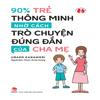 90% TRẺ
THÔNG MINH
NHỜ CÁCH
TRÒ CHUYỆN
ĐÚNG ĐẮN
CỦA CHA MẸ